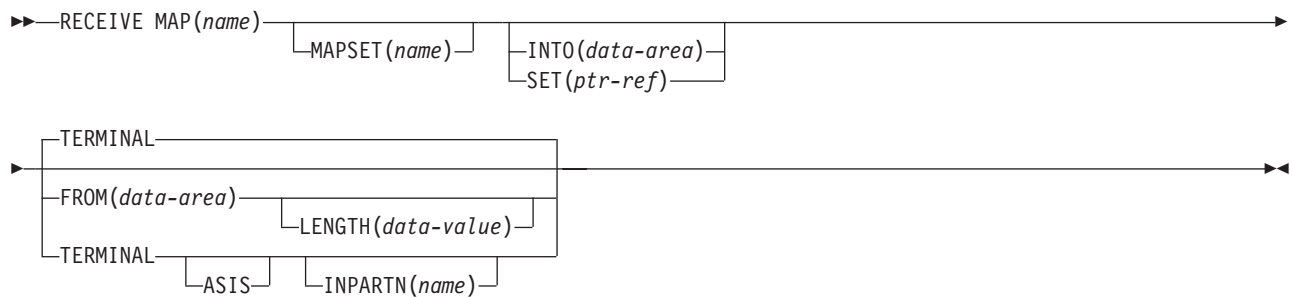 RECEIVE MAP(name)
MAPSET(name)
INTO(data-area)
SET(ptr-ref)
TERMINAL
FROM(data-area)
LENGTH(data-value)
TERMINAL
ASIS
INPARTN(name)